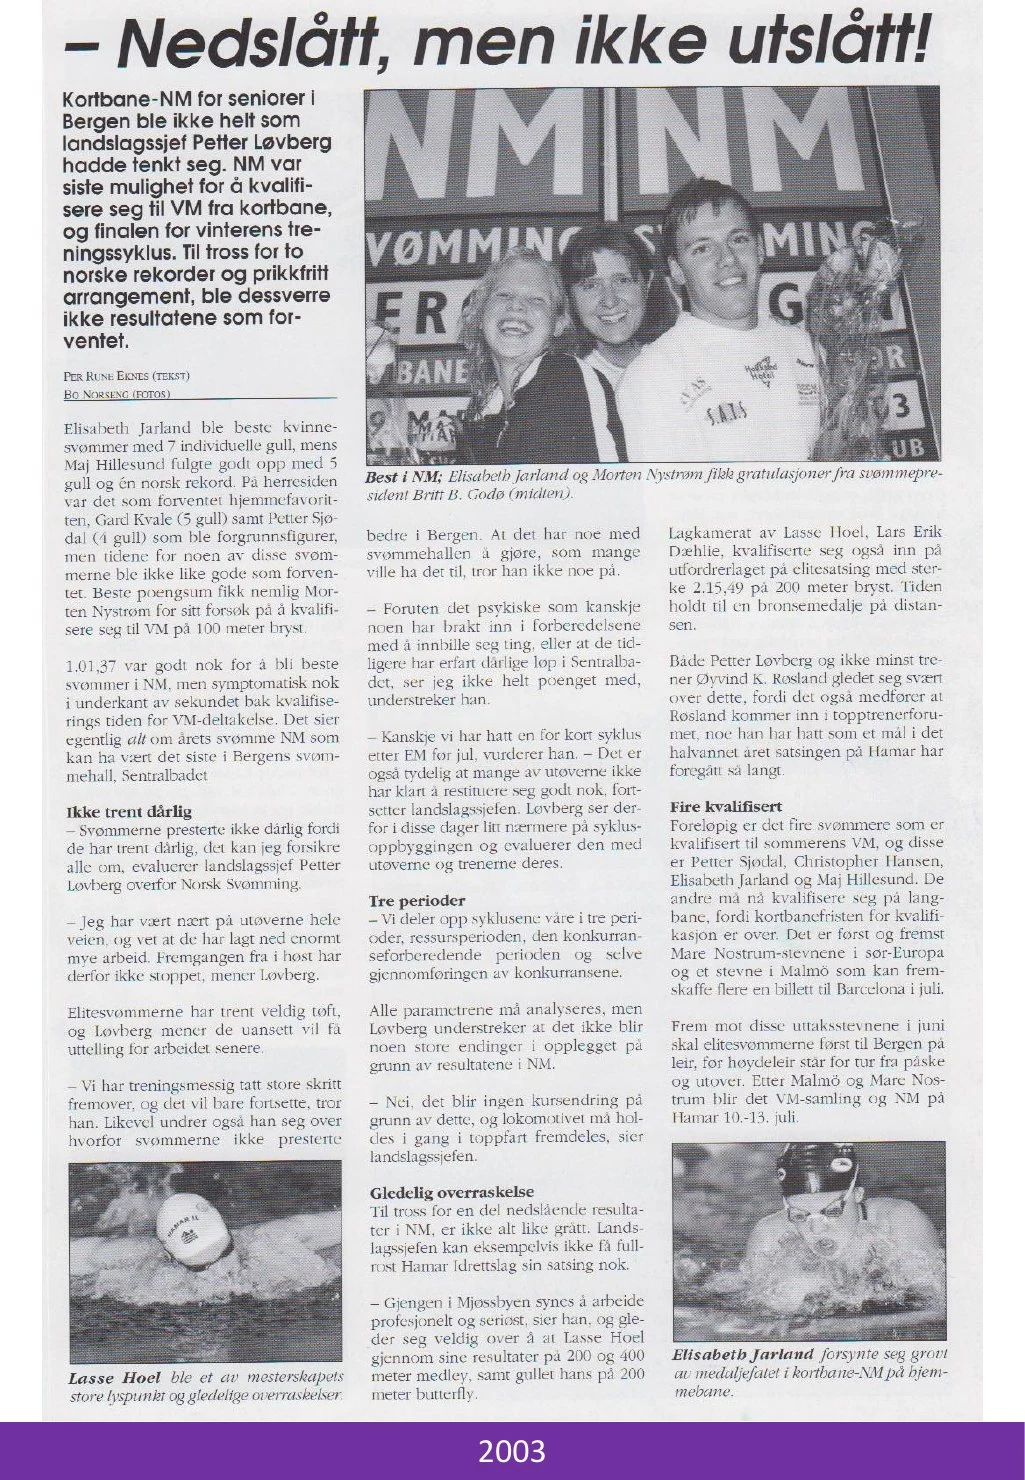 – Nedslått, men ikke utslått!
Kortbane-NM for seniorer i
Bergen ble ikke helt som
landslagssjef Petter Løvberg
hadde tenkt seg. NM var
siste mulighet for å kvalifi-
sere seg til VM fra kortbane,
og finalen for vinterens tre-
ningssyklus. Til tross for to
norske rekorder og prikkfritt
arrangement, ble dessverre
ikke resultatene som for-
ventet.
PER RUNE EKNES (TEKST)
BO NORSENG (FOTOS)
Elisabeth Jarland ble beste kvinne-
svømmer med 7 individuelle gull, mens
Maj Hillesund fulgte godt opp med 5
gull og én norsk rekord. På herresiden
var det som forventet hjemmefavorit-
ten, Gard Kvale (5 gull) samt Petter Sjø-
dal (4 gull) som ble forgrunnsfigurer,
men tidene for noen av disse svøm-
merne ble ikke like gode som forven-
tet. Beste poengsum fikk nemlig Mor-
ten Nystrøm for sitt forsøk på å kvalifi-
sere seg til VM på 100 meter bryst.
1.01,37 var godt nok for å bli beste
svømmer i NM, men symptomatisk nok
i underkant av sekundet bak kvalifise-
rings tiden for VM-deltakelse. Det sier
egentlig alt om årets svømme NM som
kan ha vært det siste i Bergens svøm-
mehall, Sentralbadet
Ikke trent dårlig
– Svømmerne presterte ikke dårlig fordi
de har trent dårlig, det kan jeg forsikre
alle om, evaluerer landslagssjef Petter
Løvberg overfor Norsk Svømming.
– Jeg har vært nært på utøverne hele
veien, og vet at de har lagt ned enormt
mye arbeid. Fremgangen fra i høst har
derfor ikke stoppet, mener Løvberg.
Elitesvømmerne har trent veldig tøft,
og Løvberg mener de uansett vil få
uttelling for arbeidet senere.
– Vi har treningsmessig tatt store skritt
fremover, og det vil bare fortsette, tror
han. Likevel undrer også han seg over
hvorfor svømmerne ikke presterte
HAMAR IL
Lasse Hoel ble et av mesterskapets
store lyspunkt og gledelige overraskelser.
NM NM
VØMMING SV MING
ER G N
BANE OR
9. MA 03
UB
Høiland
Hotel
S.A.T.S
Best i NM; Elisabeth Jarland og Morten Nystrøm fikk gratulasjoner fra svømmepre-
sident Britt B. Godø (midten).
bedre i Bergen. At det har noe med
svømmehallen å gjøre, som mange
ville ha det til, tror han ikke noe på.
– Foruten det psykiske som kanskje
noen har brakt inn i forberedelsene
med å innbille seg ting, eller at de tid-
ligere har erfart dårlige løp i Sentralba-
det, ser jeg ikke helt poenget med,
understreker han.
– Kanskje vi har hatt en for kort syklus
etter EM før jul, vurderer han. – Det er
også tydelig at mange av utøverne ikke
har klart å restituere seg godt nok, fort-
setter landslagssjefen. Løvberg ser der-
for i disse dager litt nærmere på syklus-
oppbyggingen og evaluerer den med
utøverne og trenerne deres.
Tre perioder
– Vi deler opp syklusene våre i tre peri-
oder, ressursperioden, den konkurran-
seforberedende perioden og selve
gjennomføringen av konkurransene.
Alle parametrene må analyseres, men
Løvberg understreker at det ikke blir
noen store endinger i opplegget på
grunn av resultatene i NM.
– Nei, det blir ingen kursendring på
grunn av dette, og lokomotivet må hol-
des i gang i toppfart fremdeles, sier
landslagssjefen.
Gledelig overraskelse
Til tross for en del nedslående resulta-
ter i NM, er ikke alt like grått. Lands-
lagssjefen kan eksempelvis ikke få full-
rost Hamar Idrettslag sin satsing nok.
– Gjengen i Mjøssbyen synes å arbeide
profesjonelt og seriøst, sier han, og gle-
der seg veldig over å at Lasse Hoel
gjennom sine resultater på 200 og 400
meter medley, samt gullet hans på 200
meter butterfly.
Lagkamerat av Lasse Hoel, Lars Erik
Dæhlie, kvalifiserte seg også inn på
utfordrerlaget på elitesatsing med ster-
ke 2.15,49 på 200 meter bryst. Tiden
holdt til en bronsemedalje på distan-
sen.
Både Petter Løvberg og ikke minst tre-
ner Øyvind K. Røsland gledet seg svært
over dette, fordi det også medfører at
Røsland kommer inn i topptrenerforu-
met, noe han har hatt som et mål i det
halvannet året satsingen på Hamar har
foregått så langt.
Fire kvalifisert
Foreløpig er det fire svømmere som er
kvalifisert til sommerens VM, og disse
er Petter Sjødal, Christopher Hansen,
Elisabeth Jarland og Maj Hillesund. De
andre må nå kvalifisere seg på lang-
bane, fordi kortbanefristen for kvalifi-
kasjon er over. Det er først og fremst
Mare Nostrum-stevnene i sør-Europa
og et stevne i Malmö som kan frem-
skaffe flere en billett til Barcelona i juli.
Frem mot disse uttaksstevnene i juni
skal elitesvømmerne først til Bergen på
leir, før høydeleir står for tur fra påske
og utover. Etter Malmö og Mare Nos-
trum blir det VM-samling og NM på
Hamar 10.-13. juli.
Elisabeth Jarland forsynte seg grovt
av medaljefatet i kortbane-NM på hjem-
mebane.
2003